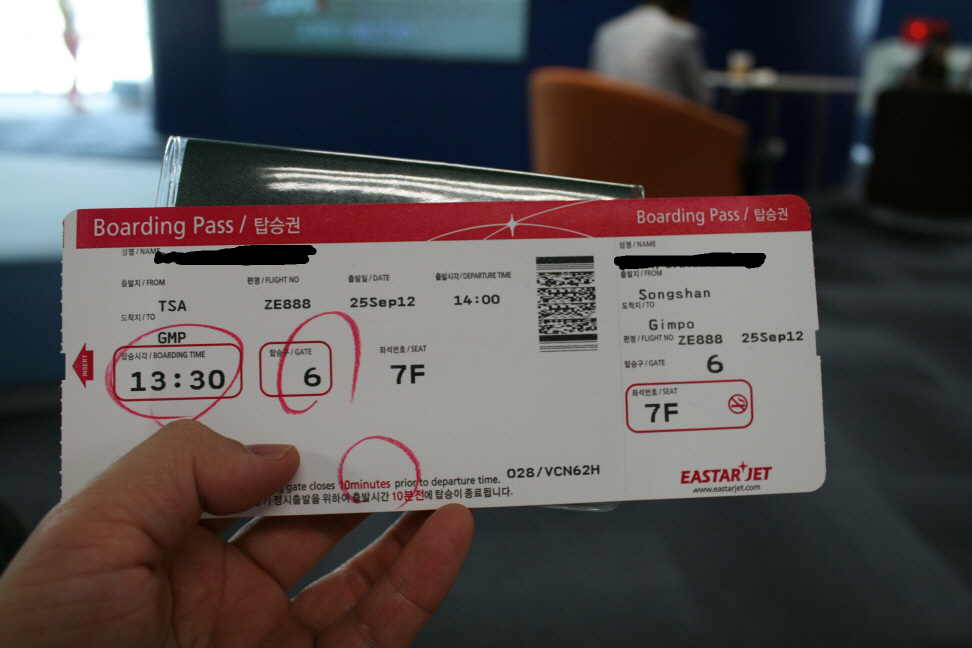 Boarding Pass / 탑승권
성명 / NAME
출발지 / FROM
편명 / FLIGHT NO
출발일 / DATE
출발시각 / DEPARTURE TIME
TSA
ZE888
25Sep12
14:00
도착지 / TO
GMP
탑승시각 / BOARDING TIME
탑승구 / GATE
좌석번호 / SEAT
INSERT
13:30
6
7F
gate closes 10minutes prior to departure time.
028/VCN62H
정시출발을 위하여 출발시간 10분전에 탑승이 종료됩니다.
Boarding Pass / 탑승권
성명 / NAME
출발지 / FROM
Songshan
도착지 / TO
Gimpo
편명 / FLIGHT NO ZE888 25Sep12
탑승구 / GATE 6
좌석번호 / SEAT
7F
EASTAR JET
www.eastarjet.com